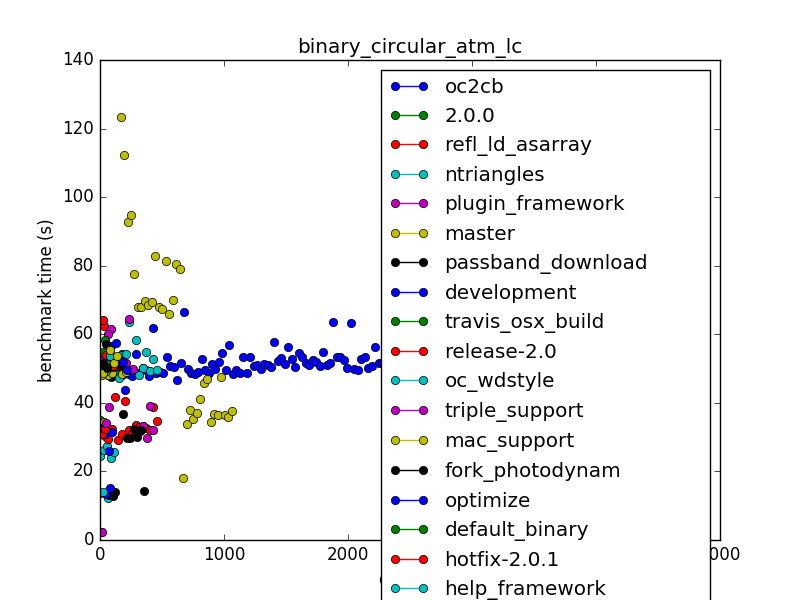 binary_circular_atm_lc
benchmark time (s)
140
120
100
80
60
40
20
0
0
1000
2000
000
oc2cb
2.0.0
refl_ld_asarray
ntriangles
plugin_framework
master
passband_download
development
travis_osx_build
release-2.0
oc_wdstyle
triple_support
mac_support
fork_photodynam
optimize
default_binary
hotfix-2.0.1
help_framework